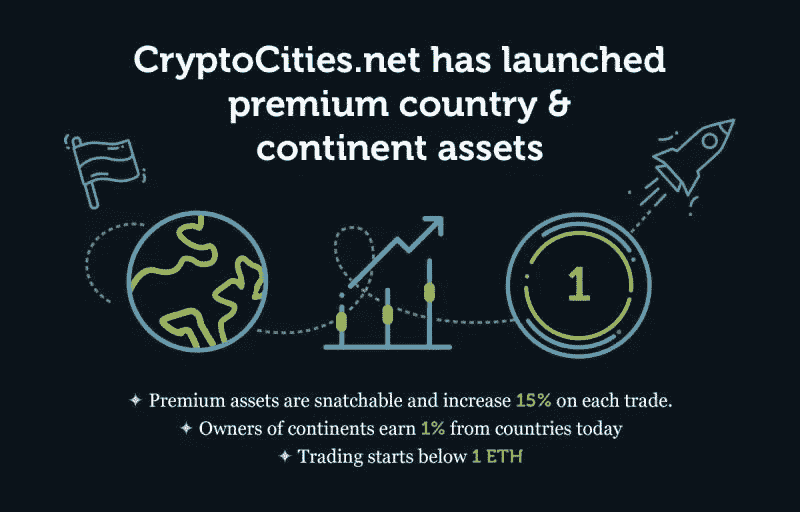 CryptoCities.net has launched
premium country &
continent assets
1
✦ Premium assets are snatchable and increase 15% on each trade.
✦ Owners of continents earn 1% from countries today
✦ Trading starts below 1 ETH